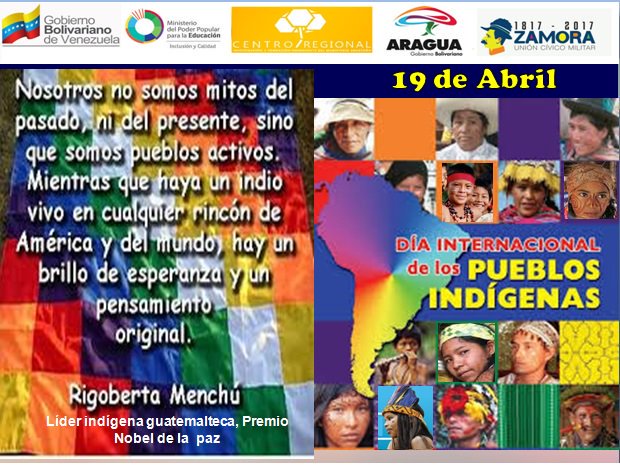 Gobierno
Bolivariano
de Venezuela
Ministerio
del Poder Popular
para la Educación
Inclusión y Calidad
CENTRO REGIONAL
ARAGUA
Gobierno Bolivariano
1817 - 2017
ZAMORA
UNIÓN CÍVICO MILITAR
19 de Abril
Nosotros no somos mitos del
pasado, ni del presente, sino
que somos pueblos activos.
Mientras que haya un indio
vivo en cualquier rincón de
América y del mundo, hay un
brillo de esperanza y un
pensamiento
original.
Rigoberta Menchú
Líder indígena guatemalteca, Premio
Nobel de la paz
DÍA INTERNACIONAL
de los PUEBLOS
INDÍGENAS